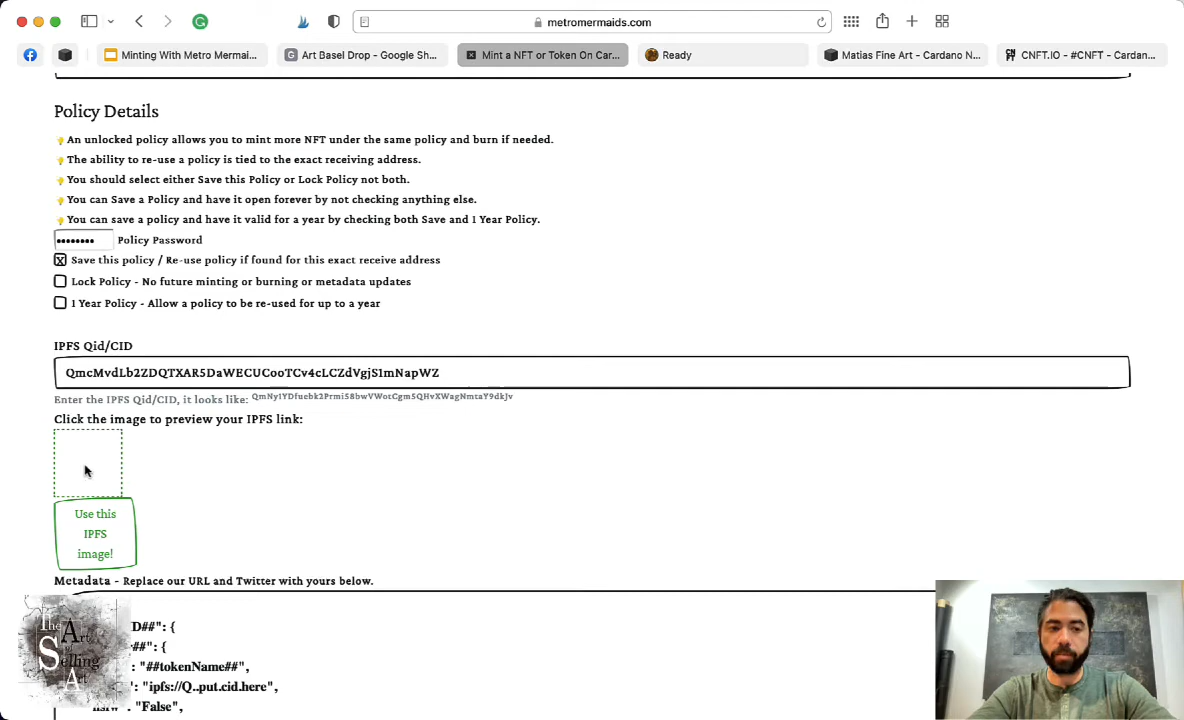 metromermaids.com
Minting With Metro Mermai...
Art Basel Drop - Google Sh...
Mint a NFT or Token On Car...
Ready
Matias Fine Art - Cardano N...
CNFT.IO - #CNFT - Cardan...
Policy Details
An unlocked policy allows you to mint more NFT under the same policy and burn if needed.
The ability to re-use a policy is tied to the exact receiving address.
You should select either Save this Policy or Lock Policy not both.
You can Save a Policy and have it open forever by not checking anything else.
You can save a policy and have it valid for a year by checking both Save and 1 Year Policy.
•••••••• Policy Password
Save this policy / Re-use policy if found for this exact receive address
Lock Policy - No future minting or burning or metadata updates
1 Year Policy - Allow a policy to be re-used for up to a year
IPFS Qid/CID
QmcMvdLb2ZDQTXAR5DaWECUCooTCv4cLCZdVgjS1mNapWZ
Enter the IPFS Qid/CID, it looks like:
Click the image to preview your IPFS link:
Use this
IPFS
image!
Metadata - Replace our URL and Twitter with yours below.
D##": {
##": {
: "##tokenName##",
: "ipfs://Q..put.cid.here",
: "False",
The
Art
of
Selling
Art